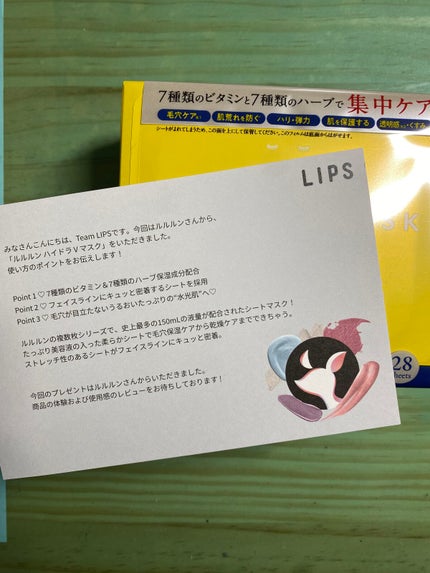 7種類のビタミンと7種類のハーブで 集中ケア
毛穴ケア
肌荒れを防ぐ
ハリ・弾力
肌を保護する
透明感
くすみ
LIPS
みなさんこんにちは、Team LIPSです。今回はルルルンさんから、
「ルルルン ハイドラ V マスク」をいただきました。
使い方のポイントをお伝えします!
Point 1 ♡ 7種類のビタミン&7種類のハーブ保湿成分配合
Point 2 ♡ フェイスラインにキュッと密着するシートを採用
Point 3 ♡ 毛穴が目立たないうるおいたっぷりの"水光肌"へ♡
ルルルンの複数枚シリーズで、史上最多の150mLの液量が配合されたシートマスク!
たっぷり美容液の入った柔らかシートで毛穴保湿ケアから乾燥ケアまでできちゃう。
ストレッチ性のあるシートがフェイスラインにキュッと密着。
今回のプレゼントはルルルンさんからいただきました。
商品の体験および使用感のレビューをお待ちしております!
SK
28
Sheets